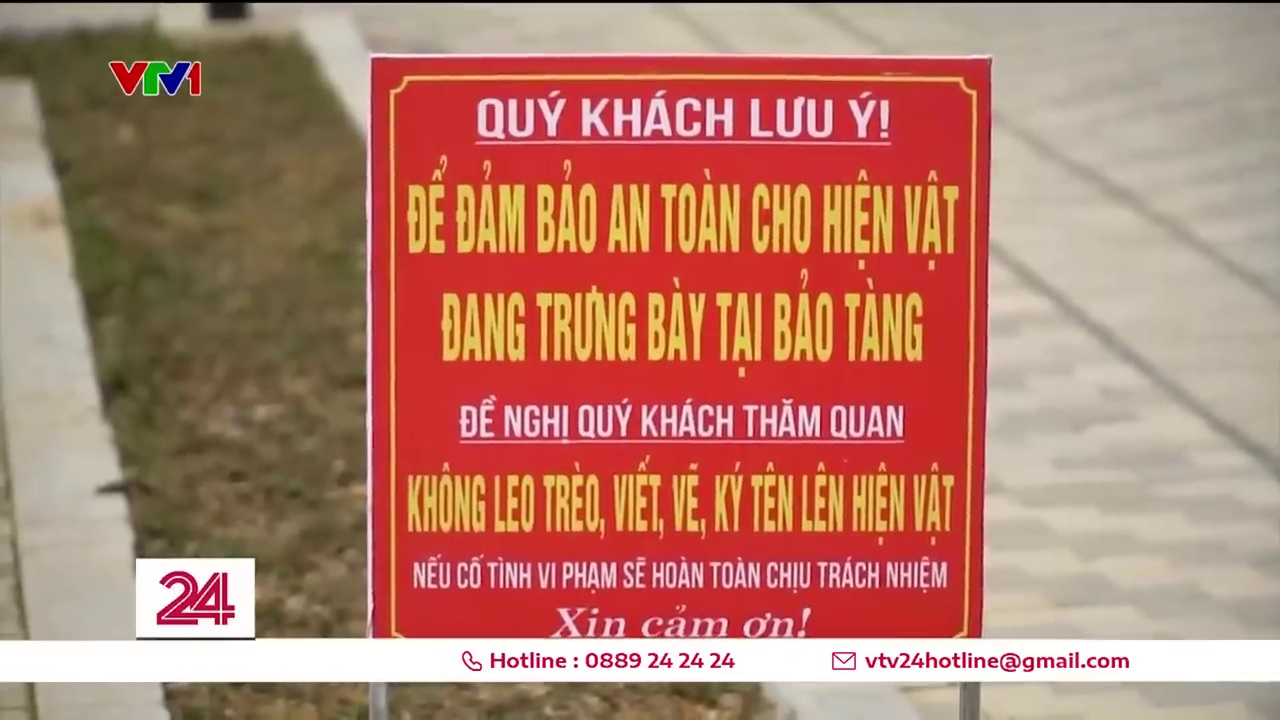 VTV1
QUÝ KHÁCH LƯU Ý!
ĐỂ ĐẢM BẢO AN TOÀN CHO HIỆN VẬT
ĐANG TRƯNG BÀY TẠI BẢO TÀNG
ĐỀ NGHỊ QUÝ KHÁCH THĂM QUAN
KHÔNG LEO TRÈO, VIẾT, VẼ, KÝ TÊN LÊN HIỆN VẬT
NẾU CỐ TÌNH VI PHẠM SẼ HOÀN TOÀN CHỊU TRÁCH NHIỆM
Xin cảm ơn!
24
Hotline : 0889 24 24 24
vtv24hotline@gmail.com